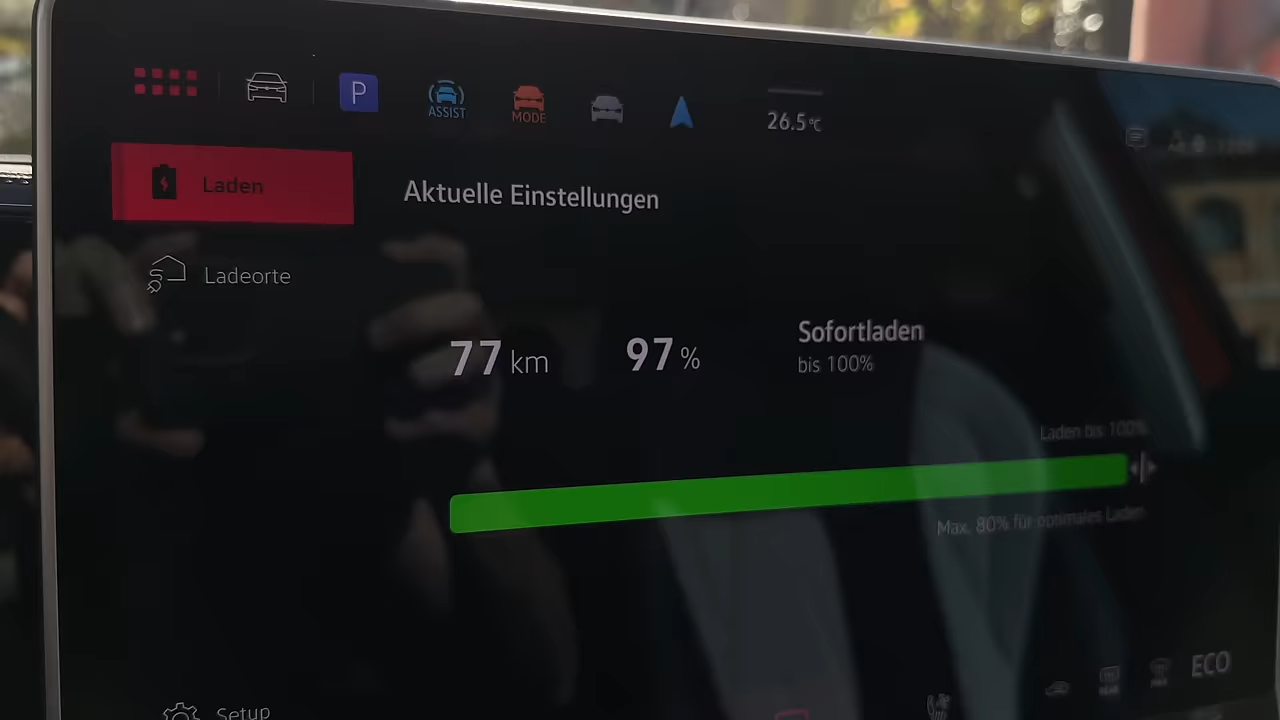 P
ASSIST
MODE
26.5°C
Laden
Aktuelle Einstellungen
Ladeorte
77 km
97 %
Sofortladen
bis 100%
Laden bis 100%
Max. 80% für optimales Laden
ECO
Setup